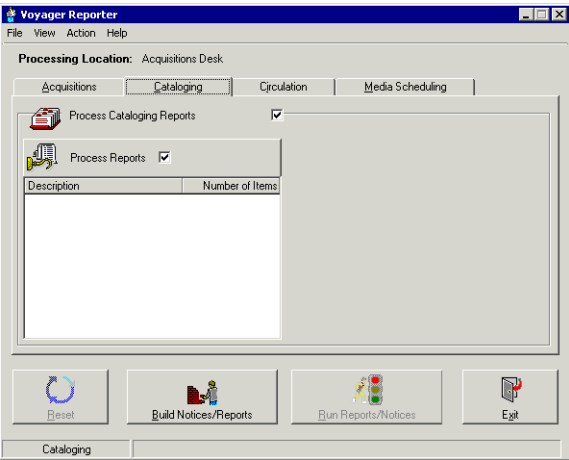 Voyager Reporter
File View Action Help
Processing Location: Acquisitions Desk
Acquisitions Cataloging Circulation Media Scheduling
Process Cataloging Reports
Process Reports
Description Number of Items
Reset Build Notices/Reports Run Reports/Notices Exit
Cataloging